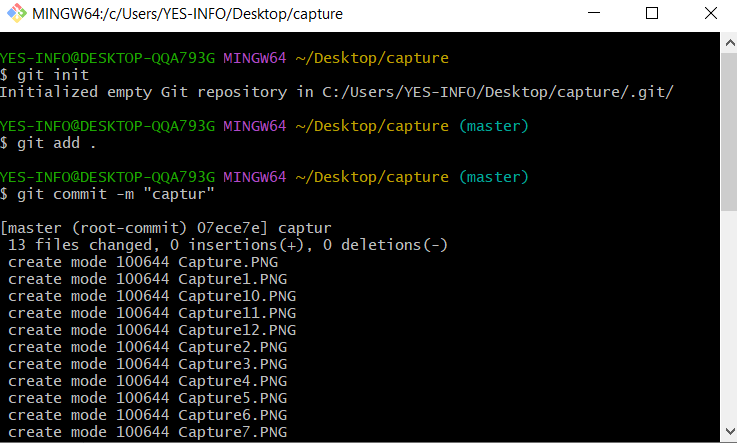 MINGW64:/c/Users/YES-INFO/Desktop/capture
YES-INFO@DESKTOP-QQA793G MINGW64 ~/Desktop/capture
$ git init
Initialized empty Git repository in C:/Users/YES-INFO/Desktop/capture/.git/
YES-INFO@DESKTOP-QQA793G MINGW64 ~/Desktop/capture (master)
$ git add .
YES-INFO@DESKTOP-QQA793G MINGW64 ~/Desktop/capture (master)
$ git commit -m "captur"
[master (root-commit) 07ece7e] captur
 13 files changed, 0 insertions(+), 0 deletions(-)
 create mode 100644 Capture.PNG
 create mode 100644 Capture1.PNG
 create mode 100644 Capture10.PNG
 create mode 100644 Capture11.PNG
 create mode 100644 Capture12.PNG
 create mode 100644 Capture2.PNG
 create mode 100644 Capture3.PNG
 create mode 100644 Capture4.PNG
 create mode 100644 Capture5.PNG
 create mode 100644 Capture6.PNG
 create mode 100644 Capture7.PNG